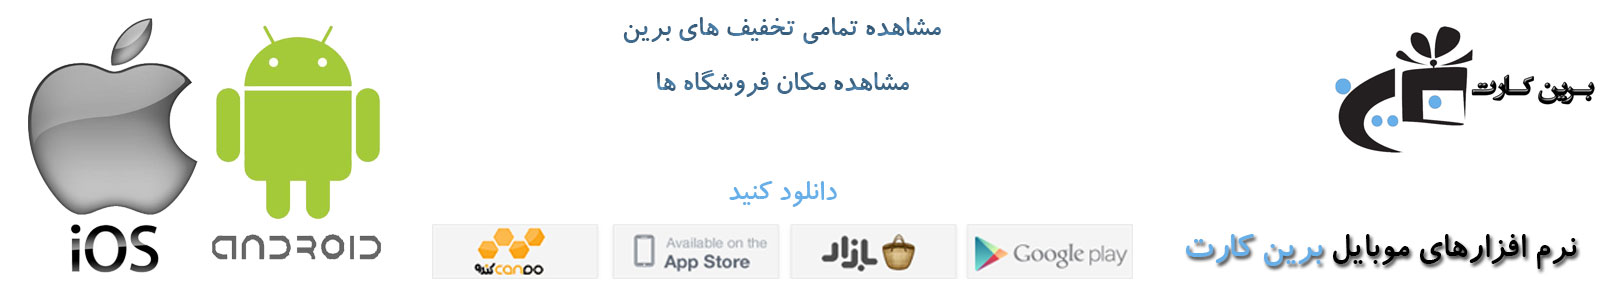 برین کارت
نرم افزارهای موبایل برین کارت
مشاهده تمامی تخفیف های برین
مشاهده مکان فروشگاه ها
دانلود کنید
Google play
بازار
Available on the
App Store
CANDO کندو
ANDROID
iOS